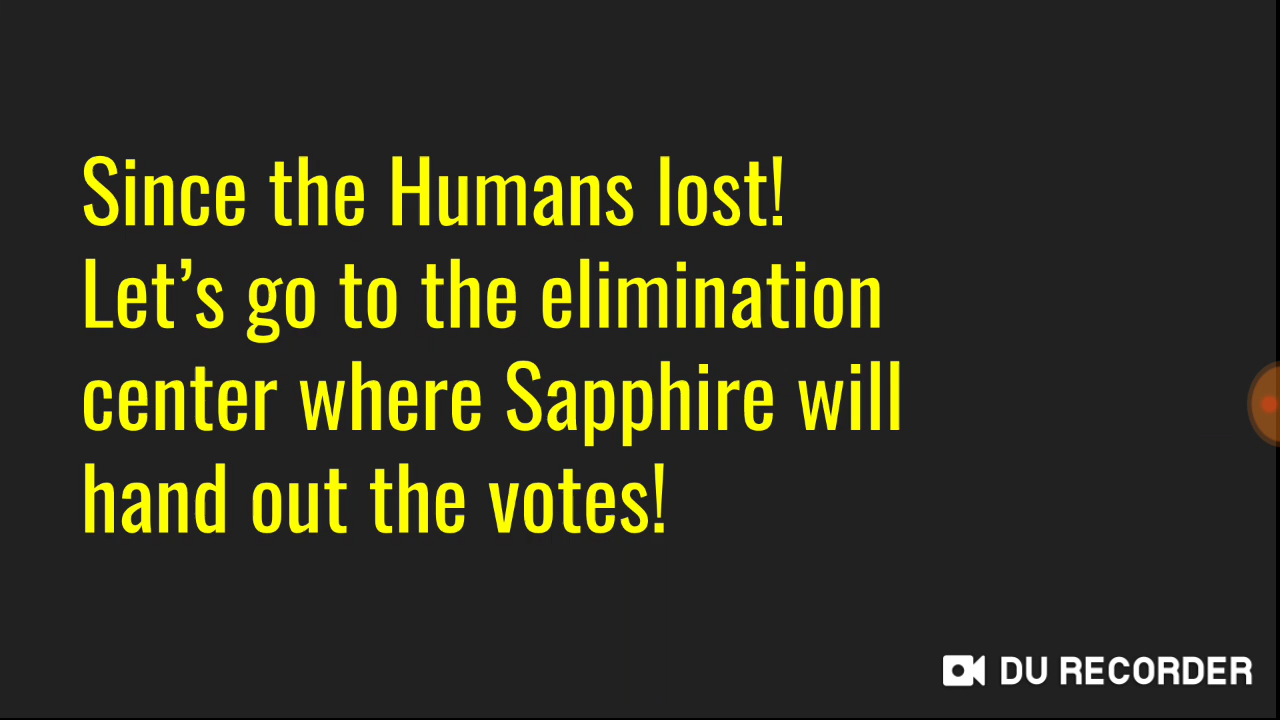 Since the Humans lost!
Let’s go to the elimination
center where Sapphire will
hand out the votes!
DU RECORDER